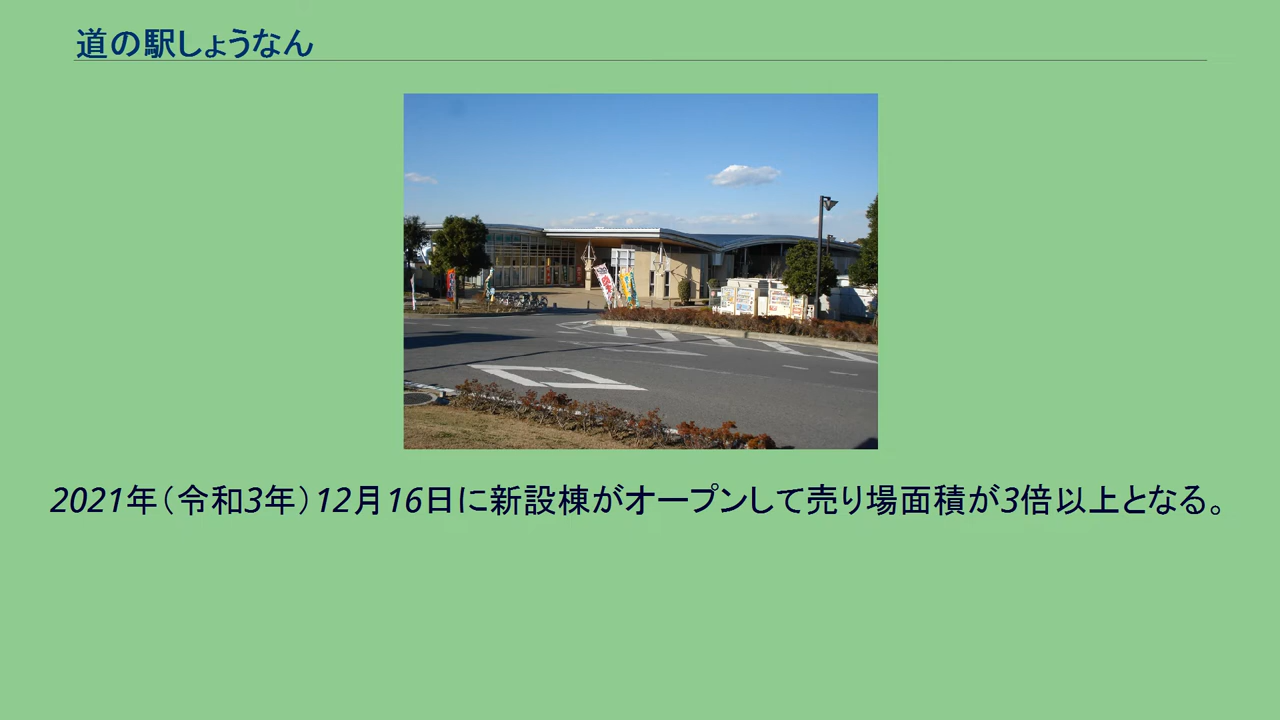 道の駅しょうなん
2021年(令和3年)12月16日に新設棟がオープンして売り場面積が3倍以上となる。